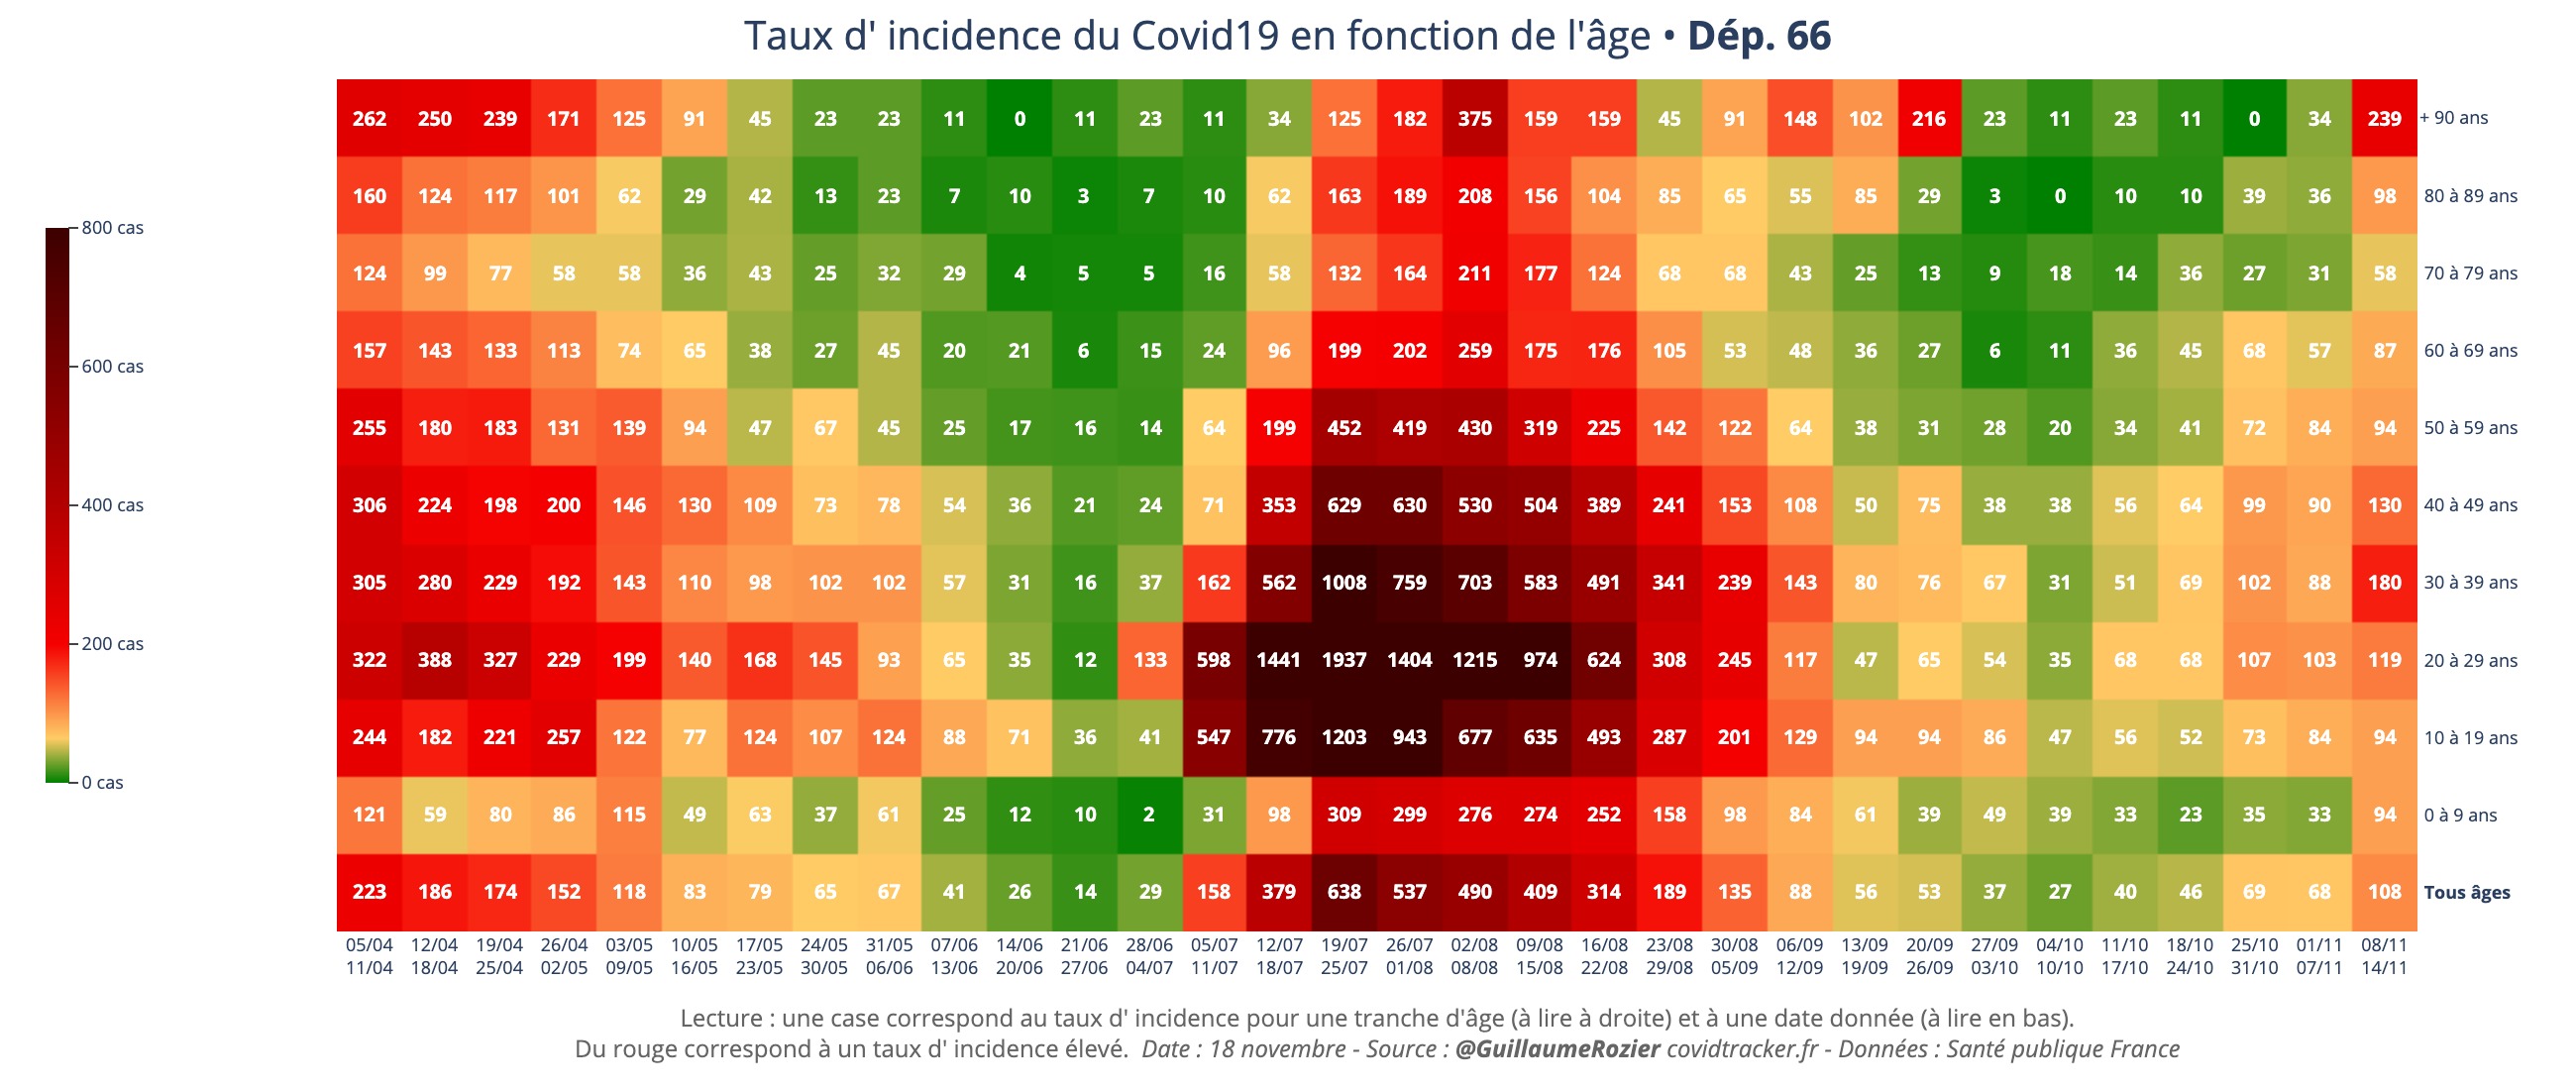 Taux d' incidence du Covid19 en fonction de l'âge • Dép. 66
262 250 239 171 125 91 45 23 23 11 0 11 23 11 34 125 182 375 159 159 45 91 148 102 216 23 11 23 11 0 34 239 + 90 ans
160 124 117 101 62 29 42 13 23 7 10 3 7 10 62 163 189 208 156 104 85 65 55 85 29 3 0 10 10 39 36 98 80 à 89 ans
800 cas
124 99 77 58 58 36 43 25 32 29 4 5 5 16 58 132 164 211 177 124 68 68 43 25 13 9 18 14 36 27 31 58 70 à 79 ans
157 143 133 113 74 65 38 27 45 20 21 6 15 24 96 199 202 259 175 176 105 53 48 36 27 6 11 36 45 68 57 87 60 à 69 ans
600 cas
255 180 183 131 139 94 47 67 45 25 17 16 14 64 199 452 419 430 319 225 142 122 64 38 31 28 20 34 41 72 84 94 50 à 59 ans
400 cas
306 224 198 200 146 130 109 73 78 54 36 21 24 71 353 629 630 530 504 389 241 153 108 50 75 38 38 56 64 99 90 130 40 à 49 ans
305 280 229 192 143 110 98 102 102 57 31 16 37 162 562 1008 759 703 583 491 341 239 143 80 76 67 31 51 69 102 88 180 30 à 39 ans
200 cas
322 388 327 229 199 140 168 145 93 65 35 12 133 598 1441 1937 1404 1215 974 624 308 245 117 47 65 54 35 68 68 107 103 119 20 à 29 ans
244 182 221 257 122 77 124 107 124 88 71 36 41 547 776 1203 943 677 635 493 287 201 129 94 94 86 47 56 52 73 84 94 10 à 19 ans
0 cas
121 59 80 86 115 49 63 37 61 25 12 10 2 31 98 309 299 276 274 252 158 98 84 61 39 49 39 33 23 35 33 94 0 à 9 ans
223 186 174 152 118 83 79 65 67 41 26 14 29 158 379 638 537 490 409 314 189 135 88 56 53 37 27 40 46 69 68 108 Tous âges
05/04 12/04 19/04 26/04 03/05 10/05 17/05 24/05 31/05 07/06 14/06 21/06 28/06 05/07 12/07 19/07 26/07 02/08 09/08 16/08 23/08 30/08 06/09 13/09 20/09 27/09 04/10 11/10 18/10 25/10 01/11 08/11
11/04 18/04 25/04 02/05 09/05 16/05 23/05 30/05 06/06 13/06 20/06 27/06 04/07 11/07 18/07 25/07 01/08 08/08 15/08 22/08 29/08 05/09 12/09 19/09 26/09 03/10 10/10 17/10 24/10 31/10 07/11 14/11
Lecture : une case correspond au taux d' incidence pour une tranche d'âge (à lire à droite) et à une date donnée (à lire en bas).
Du rouge correspond à un taux d' incidence élevé. Date : 18 novembre - Source : @GuillaumeRozier covidtracker.fr - Données : Santé publique France